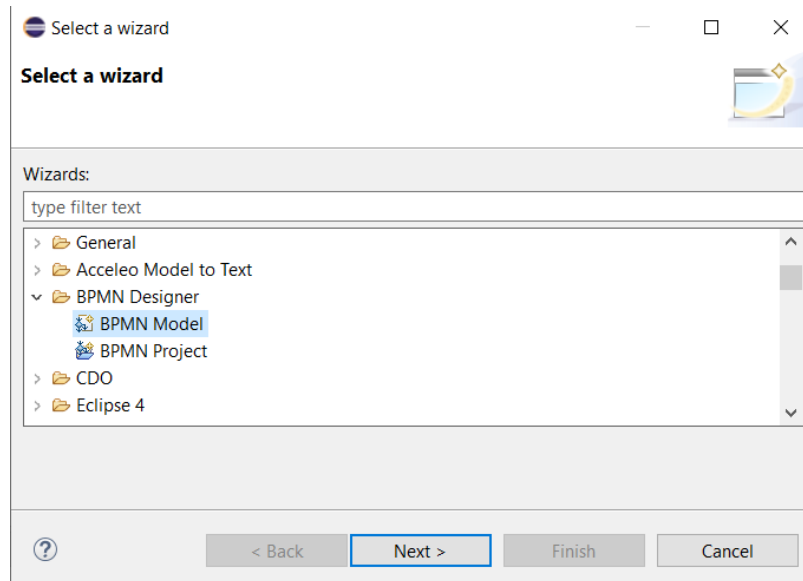 Select a wizard
Select a wizard
Wizards:
type filter text
General
Acceleo Model to Text
BPMN Designer
BPMN Model
BPMN Project
CDO
Eclipse 4
?
< Back Next > Finish Cancel